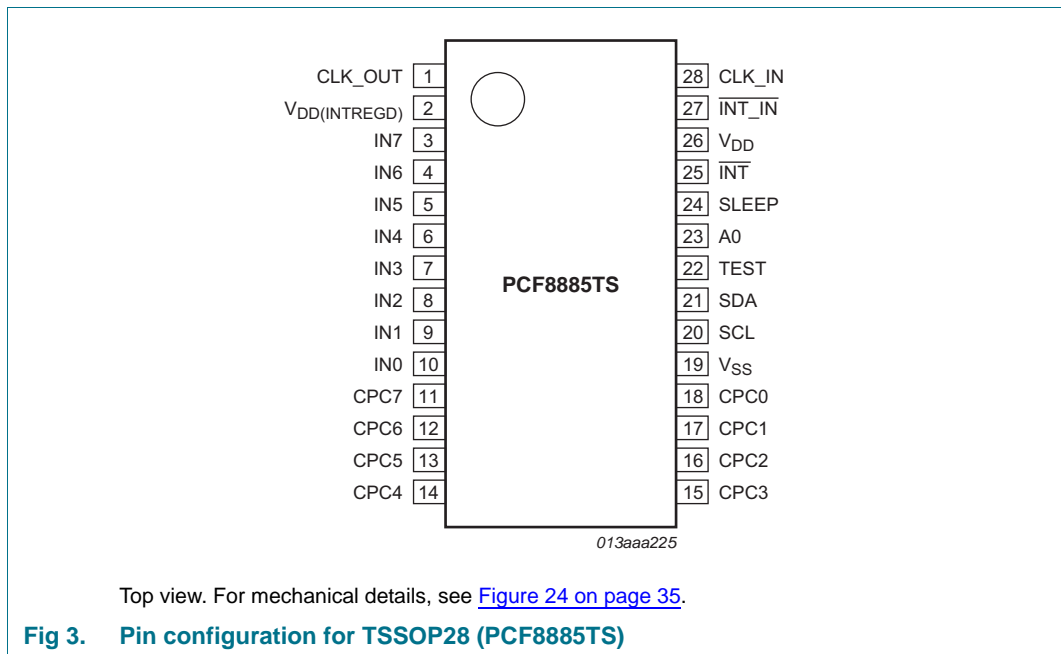 CLK_OUT 1 28 CLK_IN
VDD(INTREGD) 2 27 INT_IN
IN7 3 26 VDD
IN6 4 25 INT
IN5 5 24 SLEEP
IN4 6 23 A0
IN3 7 22 TEST
PCF8885TS
IN2 8 21 SDA
IN1 9 20 SCL
IN0 10 19 VSS
CPC7 11 18 CPC0
CPC6 12 17 CPC1
CPC5 13 16 CPC2
CPC4 14 15 CPC3
013aaa225
Top view. For mechanical details, see Figure 24 on page 35.
Fig 3. Pin configuration for TSSOP28 (PCF8885TS)